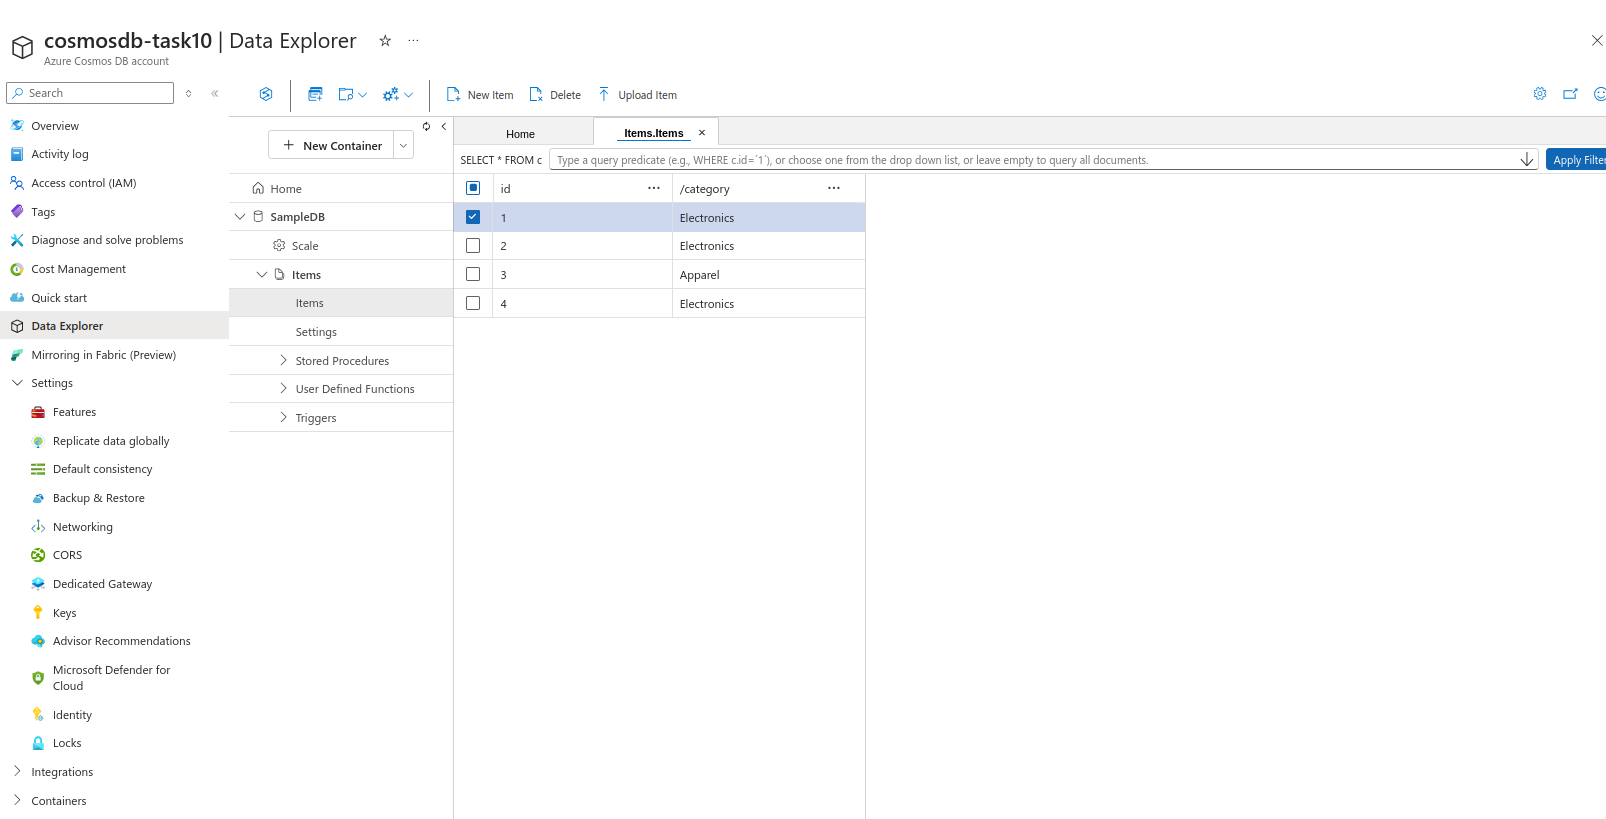 cosmosdb-task10 | Data Explorer
Azure Cosmos DB account
Search
New Item
Delete
Upload Item
Overview
Activity log
Access control (IAM)
Tags
Diagnose and solve problems
Cost Management
Quick start
Data Explorer
Mirroring in Fabric (Preview)
Settings
Features
Replicate data globally
Default consistency
Backup & Restore
Networking
CORS
Dedicated Gateway
Keys
Advisor Recommendations
Microsoft Defender for
Cloud
Identity
Locks
Integrations
Containers
New Container
Home
SampleDB
Scale
Items
Items
Settings
Stored Procedures
User Defined Functions
Triggers
Home
Items.Items
SELECT * FROM c
Type a query predicate (e.g., WHERE c.id=´1´), or choose one from the drop down list, or leave empty to query all documents.
Apply Filter
id
/category
1 Electronics
2 Electronics
3 Apparel
4 Electronics